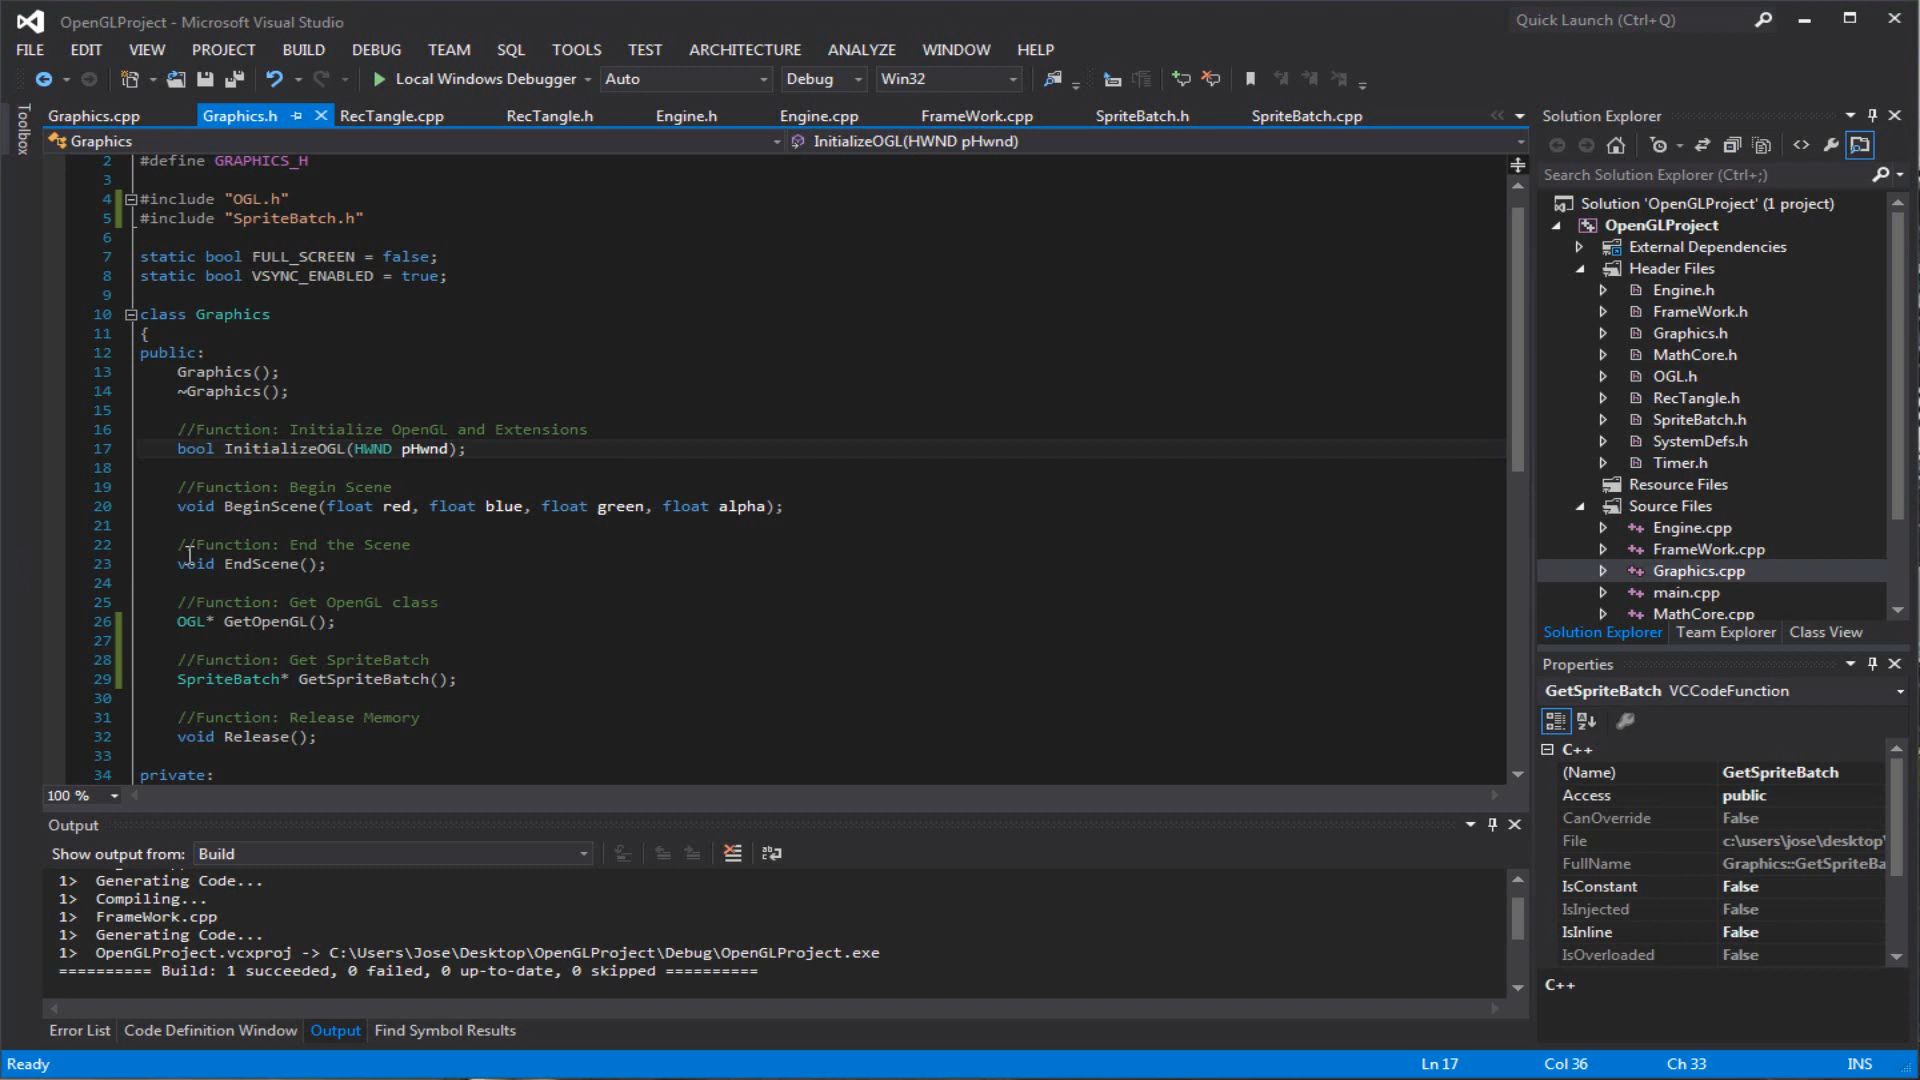 OpenGLProject - Microsoft Visual Studio
Quick Launch (Ctrl+Q)
FILE EDIT VIEW PROJECT BUILD DEBUG TEAM SQL TOOLS TEST ARCHITECTURE ANALYZE WINDOW HELP
Local Windows Debugger Auto Debug Win32
Toolbox
Graphics.cpp Graphics.h RecTangle.cpp RecTangle.h Engine.h Engine.cpp FrameWork.cpp SpriteBatch.h SpriteBatch.cpp
Graphics InitializeOGL(HWND pHwnd)
2 #define GRAPHICS_H
3
4 #include "OGL.h"
5 #include "SpriteBatch.h"
6
7 static bool FULL_SCREEN = false;
8 static bool VSYNC_ENABLED = true;
9
10 class Graphics
11 {
12 public:
13 Graphics();
14 ~Graphics();
15
16 //Function: Initialize OpenGL and Extensions
17 bool InitializeOGL(HWND pHwnd);
18
19 //Function: Begin Scene
20 void BeginScene(float red, float blue, float green, float alpha);
21
22 //Function: End the Scene
23 void EndScene();
24
25 //Function: Get OpenGL class
26 OGL* GetOpenGL();
27
28 //Function: Get SpriteBatch
29 SpriteBatch* GetSpriteBatch();
30
31 //Function: Release Memory
32 void Release();
33
34 private:
100 %
Output
Show output from: Build
1> Generating Code...
1> Compiling...
1> FrameWork.cpp
1> Generating Code...
1> OpenGLProject.vcxproj -> C:\Users\Jose\Desktop\OpenGLProject\Debug\OpenGLProject.exe
========== Build: 1 succeeded, 0 failed, 0 up-to-date, 0 skipped ==========
Error List Code Definition Window Output Find Symbol Results
Solution Explorer
Search Solution Explorer (Ctrl+;)
Solution 'OpenGLProject' (1 project)
OpenGLProject
External Dependencies
Header Files
Engine.h
FrameWork.h
Graphics.h
MathCore.h
OGL.h
RecTangle.h
SpriteBatch.h
SystemDefs.h
Timer.h
Resource Files
Source Files
Engine.cpp
FrameWork.cpp
Graphics.cpp
main.cpp
MathCore.cpp
Solution Explorer Team Explorer Class View
Properties
GetSpriteBatch VCCodeFunction
C++
(Name) GetSpriteBatch
Access public
CanOverride False
File c:\users\jose\desktop\
FullName Graphics::GetSpriteBa
IsConstant False
IsInjected False
IsInline False
IsOverloaded False
C++
Ready Ln 17 Col 36 Ch 33 INS